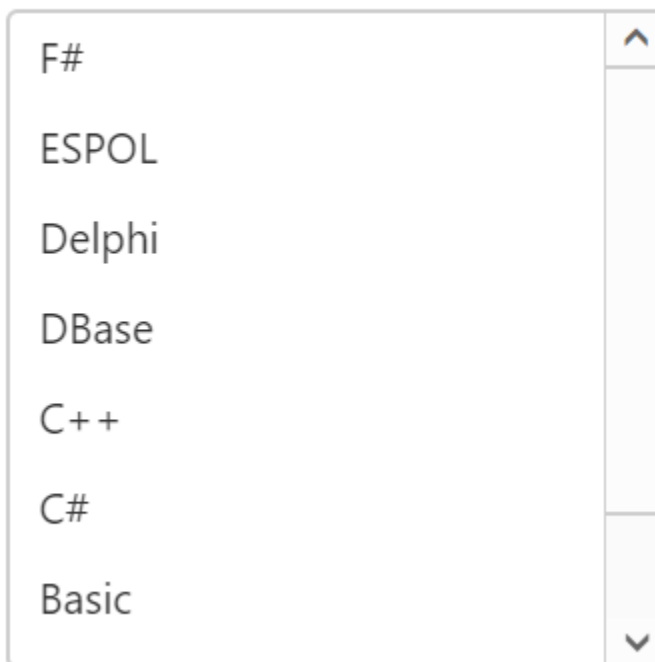 F#
ESPOL
Delphi
DBase
C++
C#
Basic